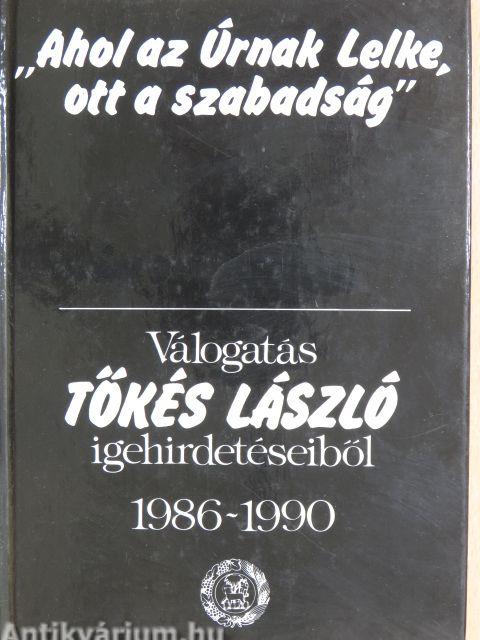 „Ahol az Úrnak Lelke,
ott a szabadság”
Válogatás
TŐKÉS LÁSZLÓ
igehirdetéseiből
1986-1990
Antikvárium.hu